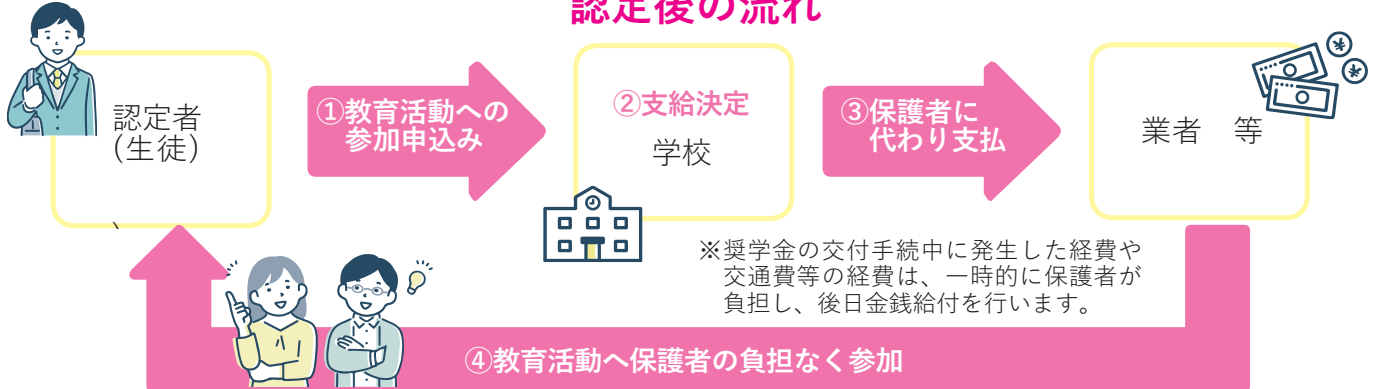 認定後の流れ
認定者
(生徒)
①教育活動への
参加申込み
②支給決定
学校
③保護者に
代わり支払
業者　等
※奨学金の交付手続中に発生した経費や
交通費等の経費は、一時的に保護者が
負担し、後日金銭給付を行います。
④教育活動へ保護者の負担なく参加